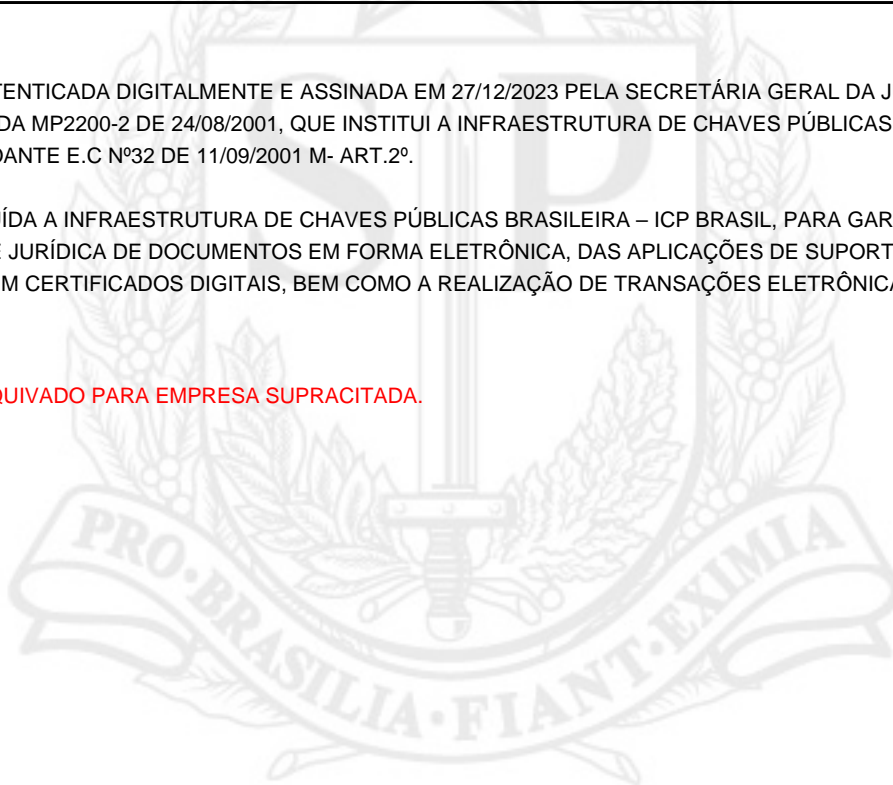 TENTICADA DIGITALMENTE E ASSINADA EM 27/12/2023 PELA SECRETÁRIA GERAL DA J
DA MP2200-2 DE 24/08/2001, QUE INSTITUI A INFRAESTRUTURA DE CHAVES PÚBLICAS
DANTE E.C Nº32 DE 11/09/2001 M- ART.2º.
ÍDA A INFRAESTRUTURA DE CHAVES PÚBLICAS BRASILEIRA – ICP BRASIL, PARA GAR
E JURÍDICA DE DOCUMENTOS EM FORMA ELETRÔNICA, DAS APLICAÇÕES DE SUPORT
M CERTIFICADOS DIGITAIS, BEM COMO A REALIZAÇÃO DE TRANSAÇÕES ELETRÔNICA
QUIVADO PARA EMPRESA SUPRACITADA.
SP
PRO·BRASILIA·FIANT·EXIMIA